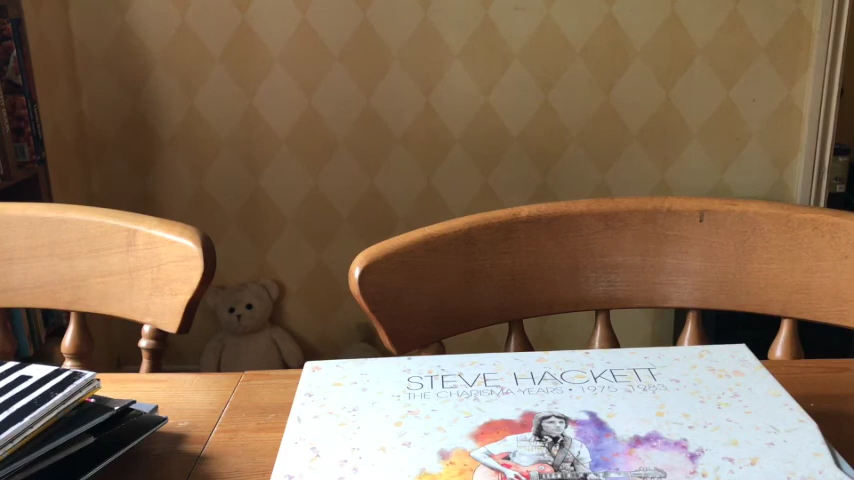 STEVE HACKETT
THE CHARISMA YEARS • 1975-1983